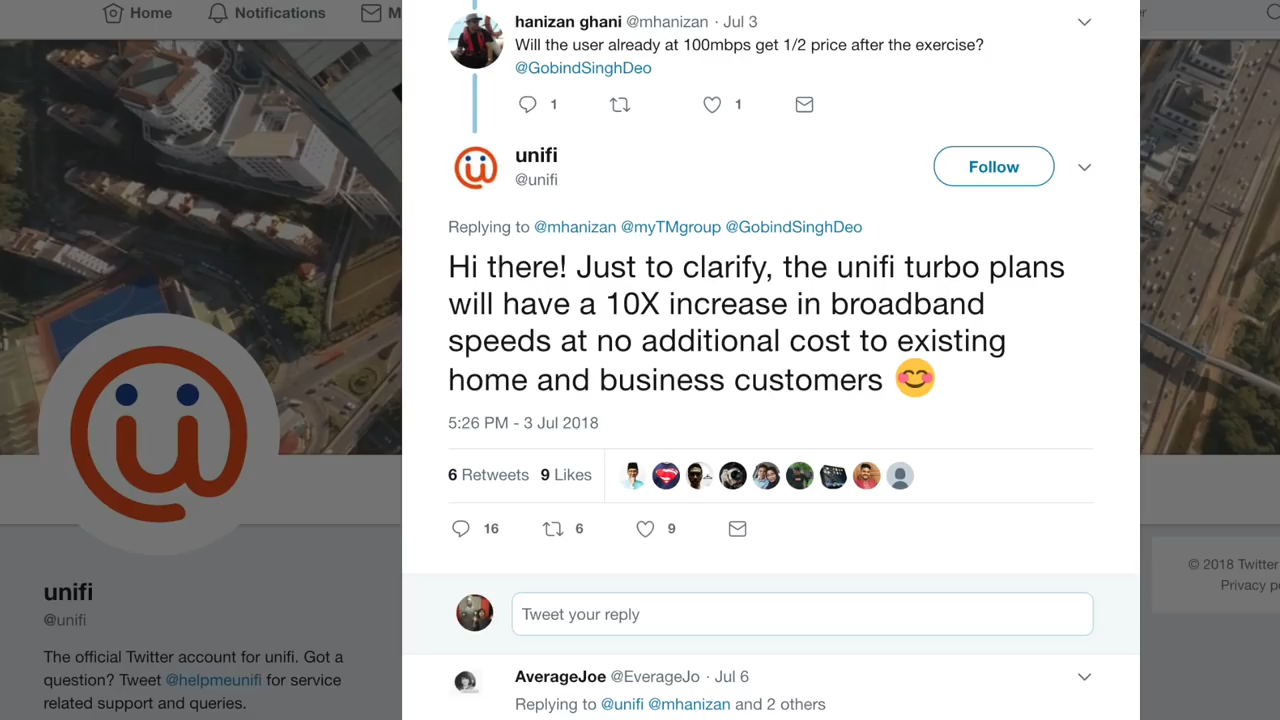 Home
Notifications
M
hanizan ghani @mhanizan · Jul 3
Will the user already at 100mbps get 1/2 price after the exercise?
@GobindSinghDeo
1
1
unifi
@unifi
Follow
Replying to @mhanizan @myTMgroup @GobindSinghDeo
Hi there! Just to clarify, the unifi turbo plans
will have a 10X increase in broadband
speeds at no additional cost to existing
home and business customers 😊
5:26 PM - 3 Jul 2018
6 Retweets 9 Likes
16 6 9
Tweet your reply
AverageJoe @EverageJo · Jul 6
Replying to @unifi @mhanizan and 2 others
unifi
@unifi
The official Twitter account for unifi. Got a
question? Tweet @helpmeunifi for service
related support and queries.
© 2018 Twitter
Privacy po